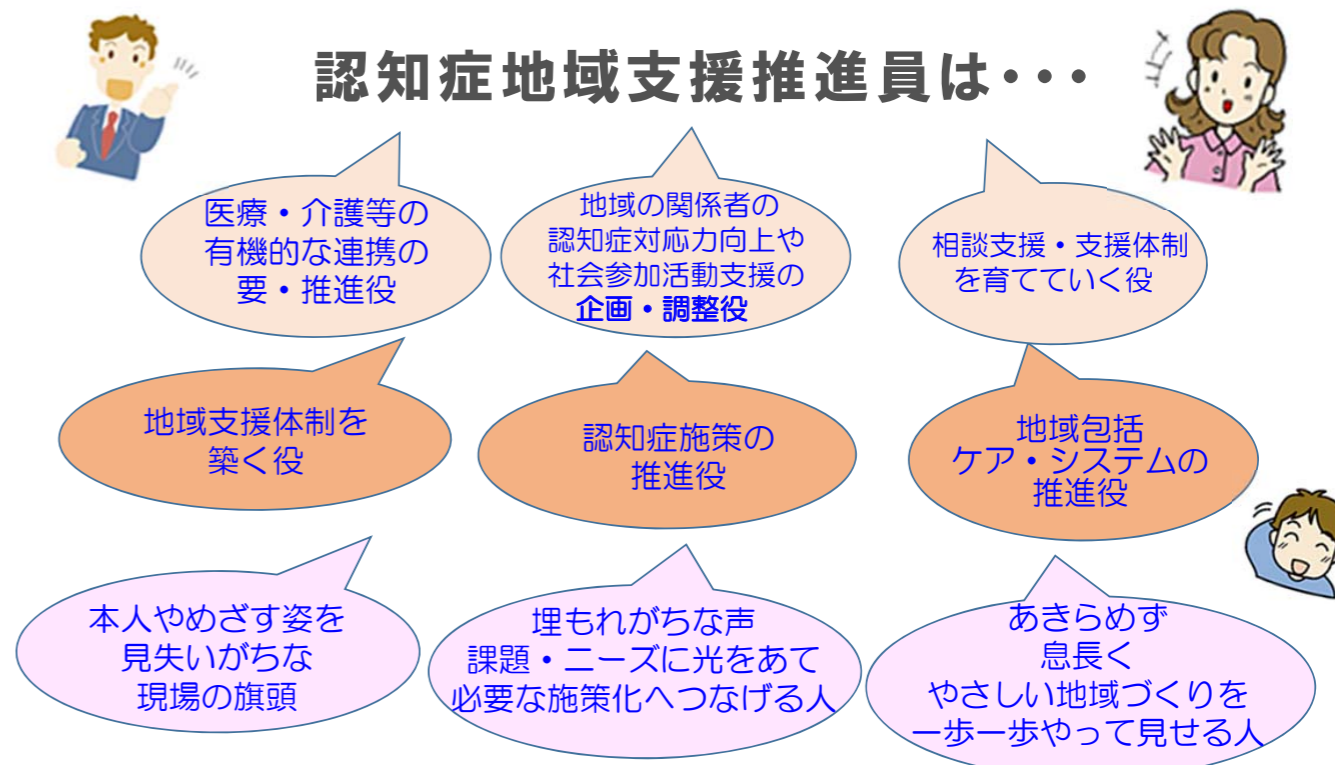 認知症地域支援推進員は・・・
医療・介護等の
有機的な連携の
要・推進役
地域の関係者の
認知症対応力向上や
社会参加活動支援の
企画・調整役
相談支援・支援体制
を育てていく役
地域支援体制を
築く役
認知症施策の
推進役
地域包括
ケア・システムの
推進役
本人やめざす姿を
見失いがちな
現場の旗頭
埋もれがちな声
課題・ニーズに光をあて
必要な施策化へつなげる人
あきらめず
息長く
やさしい地域づくりを
一歩一歩やって見せる人